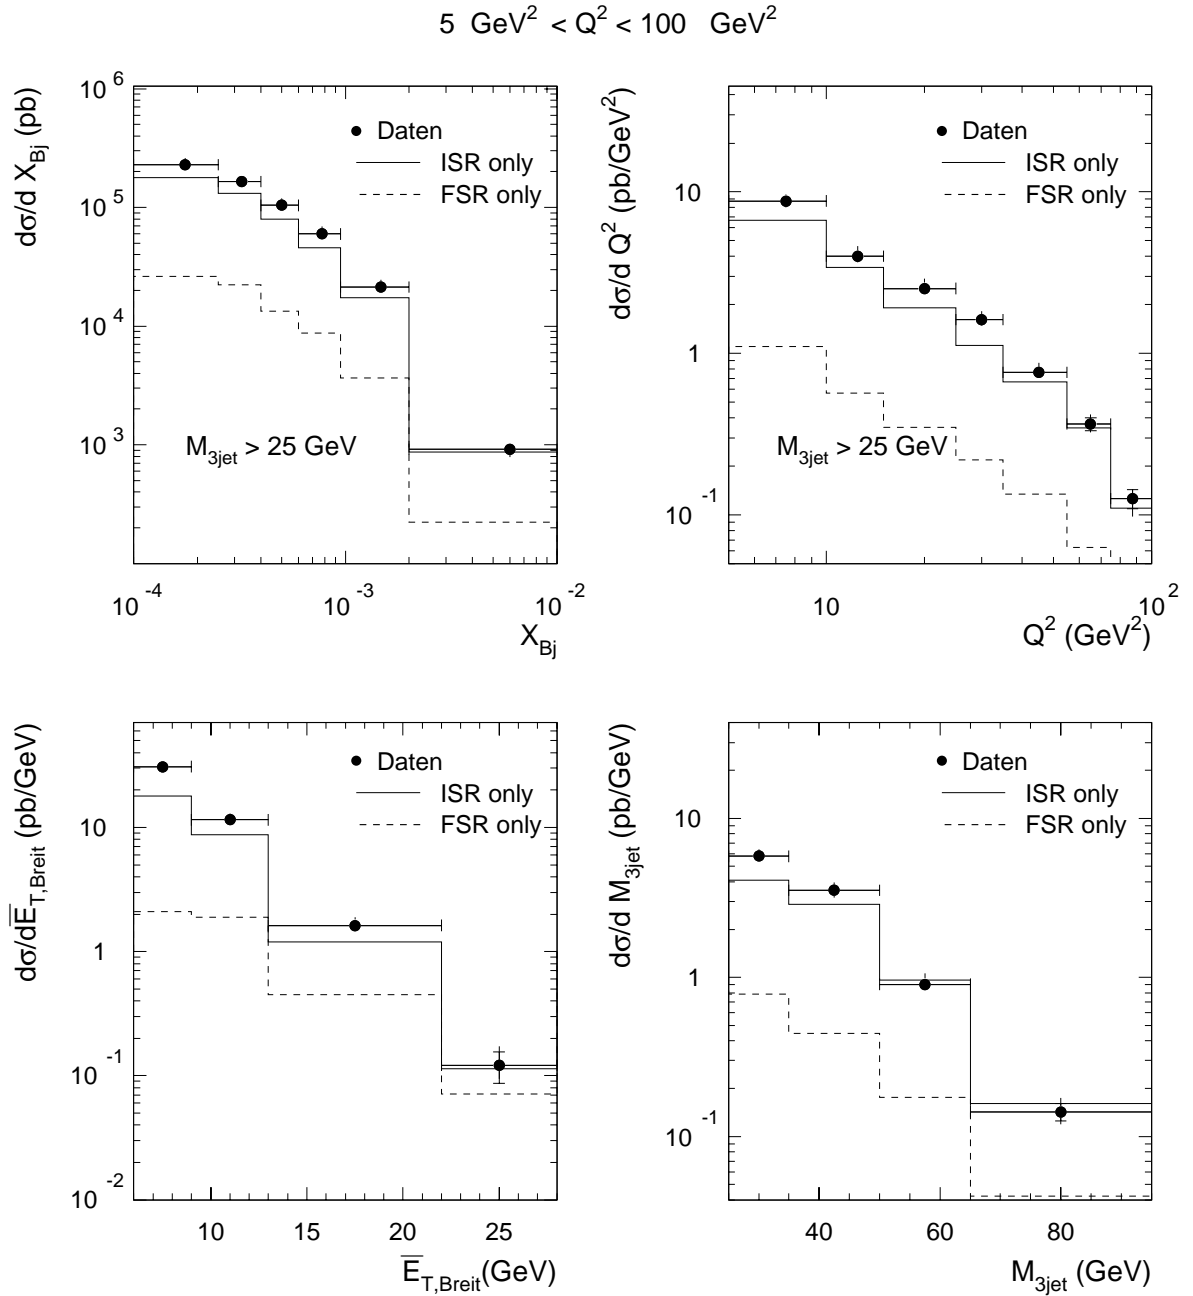 5 GeV² < Q² < 100 GeV²
dσ/d X_Bj (pb)
10⁶
10⁵
10⁴
10³
Daten
ISR only
FSR only
M_3jet > 25 GeV
10⁻⁴ 10⁻³ 10⁻²
X_Bj
dσ/d Q² (pb/GeV²)
10
1
10⁻¹
Daten
ISR only
FSR only
M_3jet > 25 GeV
10 10²
Q² (GeV²)
dσ/dE̅_T,Breit (pb/GeV)
10
1
10⁻¹
10⁻²
Daten
ISR only
FSR only
10 15 20 25
E̅_T,Breit(GeV)
dσ/d M_3jet (pb/GeV)
10
1
10⁻¹
Daten
ISR only
FSR only
40 60 80
M_3jet (GeV)